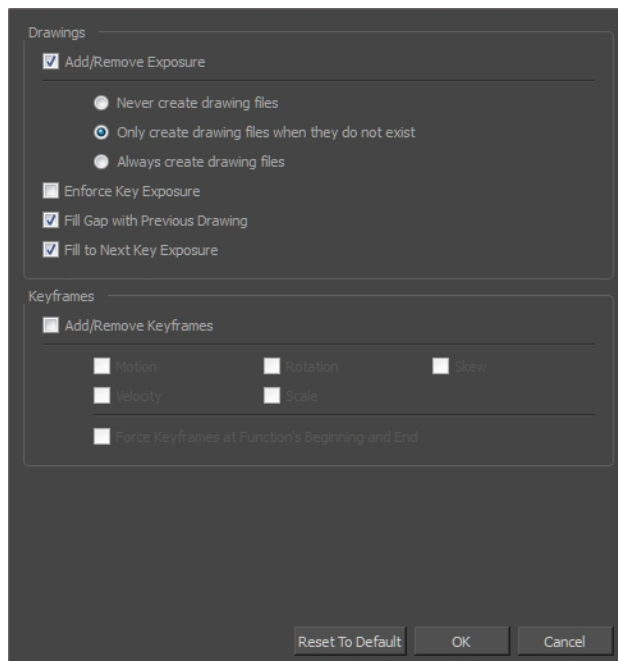 Drawings
Add/Remove Exposure
Never create drawing files
Only create drawing files when they do not exist
Always create drawing files
Enforce Key Exposure
Fill Gap with Previous Drawing
Fill to Next Key Exposure
Keyframes
Add/Remove Keyframes
Motion Rotation Skew
Velocity Scale
Force Keyframes at Function's Beginning and End
Reset To Default OK Cancel